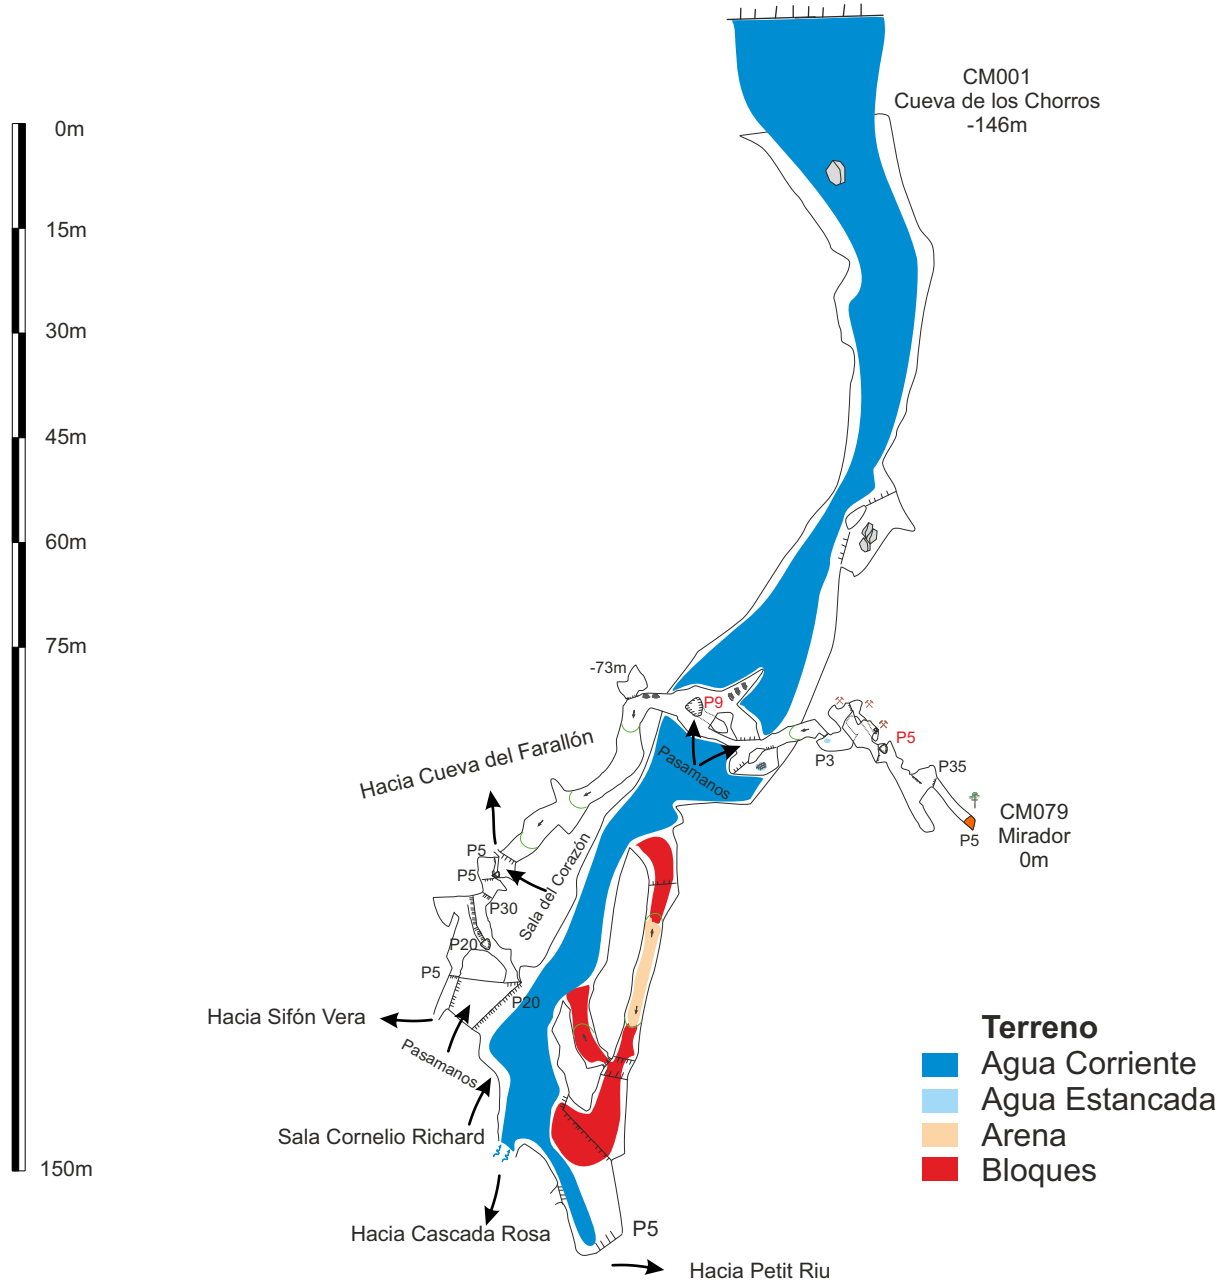 CM001
Cueva de los Chorros
-146m
0m
15m
30m
45m
60m
75m
150m
-73m
P9
Pasamanos
P3
P5
P35
P5
CM079
Mirador
0m
Hacia Cueva del Farallón
P5
P5
Sala del Corazón
P30
P20
P5
P20
Hacia Sifón Vera
Pasamanos
Sala Cornelio Richard
Hacia Cascada Rosa
P5
Hacia Petit Riu
Terreno
Agua Corriente
Agua Estancada
Arena
Bloques